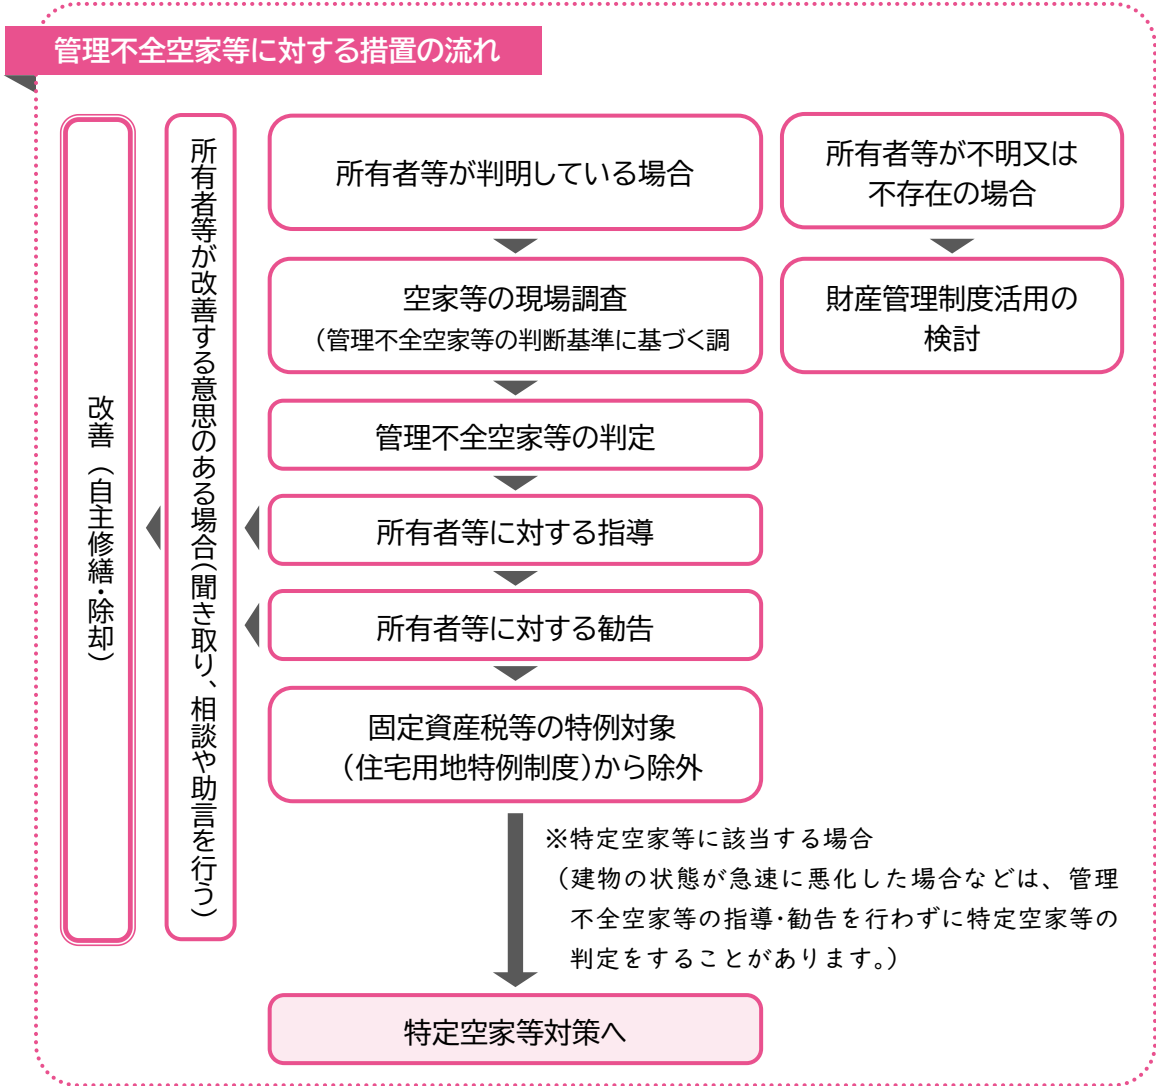 管理不全空家等に対する措置の流れ
改善（自主修繕・除却）
所有者等が改善する意思のある場合（聞き取り、相談や助言を行う）
所有者等が判明している場合
空家等の現場調査
（管理不全空家等の判断基準に基づく調
管理不全空家等の判定
所有者等に対する指導
所有者等に対する勧告
固定資産税等の特例対象
（住宅用地特例制度）から除外
所有者等が不明又は
不存在の場合
財産管理制度活用の
検討
※特定空家等に該当する場合
（建物の状態が急速に悪化した場合などは、管理
不全空家等の指導・勧告を行わずに特定空家等の
判定をすることがあります。）
特定空家等対策へ